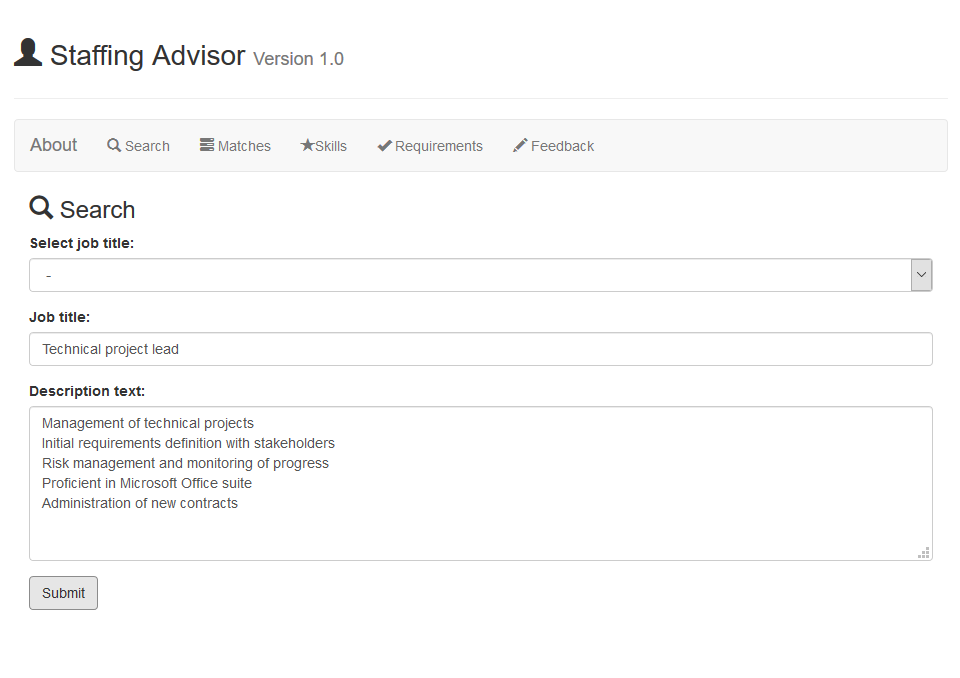 Staffing Advisor Version 1.0
About Search Matches Skills Requirements Feedback
Search
Select job title:
-
Job title:
Technical project lead
Description text:
Management of technical projects
Initial requirements definition with stakeholders
Risk management and monitoring of progress
Proficient in Microsoft Office suite
Administration of new contracts
Submit